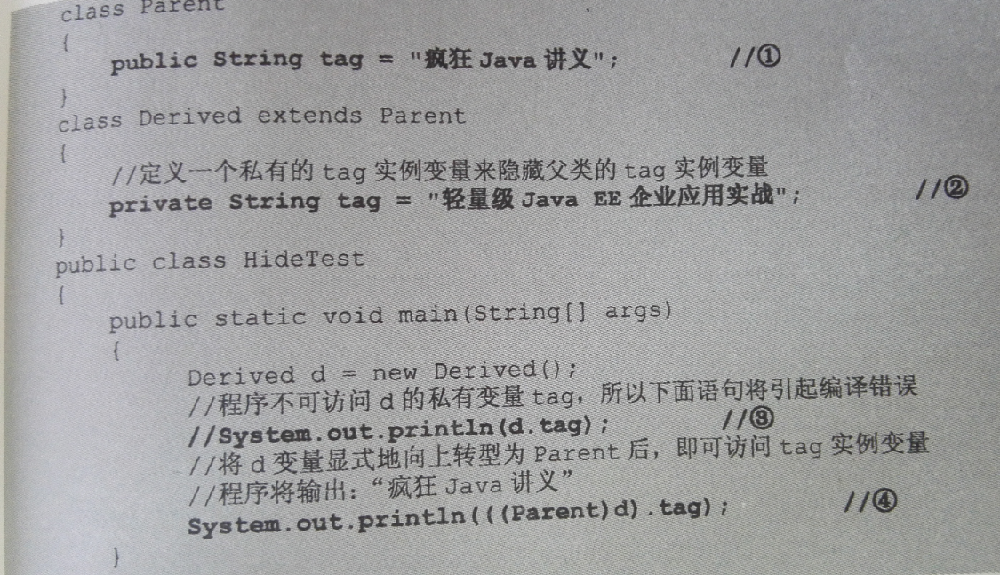 class Parent
{
public String tag = "疯狂 Java 讲义"; //①
}
class Derived extends Parent
{
//定义一个私有的 tag 实例变量来隐藏父类的 tag 实例变量
private String tag = "轻量级 Java EE 企业应用实战"; //②
}
public class HideTest
{
public static void main(String[] args)
{
Derived d = new Derived();
//程序不可访问 d 的私有变量 tag，所以下面语句将引起编译错误
//System.out.println(d.tag); //③
//将 d 变量显式地向上转型为 Parent 后，即可访问 tag 实例变量
//程序将输出：“疯狂 Java 讲义”
System.out.println(((Parent)d).tag); //④
}